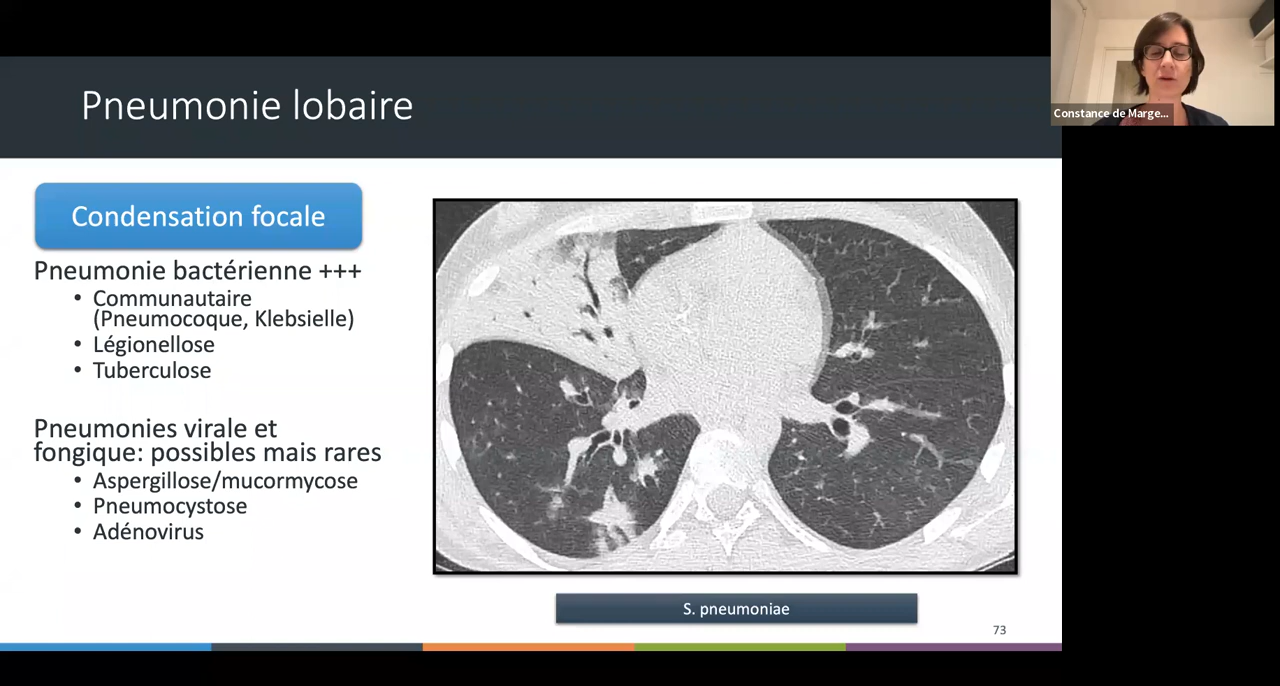 Pneumonie lobaire
Constance de Marge...
Condensation focale
Pneumonie bactérienne +++
• Communautaire
(Pneumocoque, Klebsielle)
• Légionellose
• Tuberculose
Pneumonies virale et
fongique: possibles mais rares
• Aspergillose/mucormycose
• Pneumocystose
• Adénovirus
S. pneumoniae
73